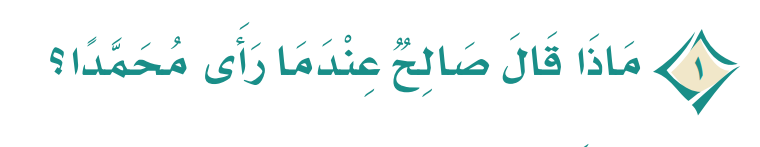 ١ مَاذَا قَالَ صَالِحٌ عِنْدَمَا رَأَى مُحَمَّدًا؟